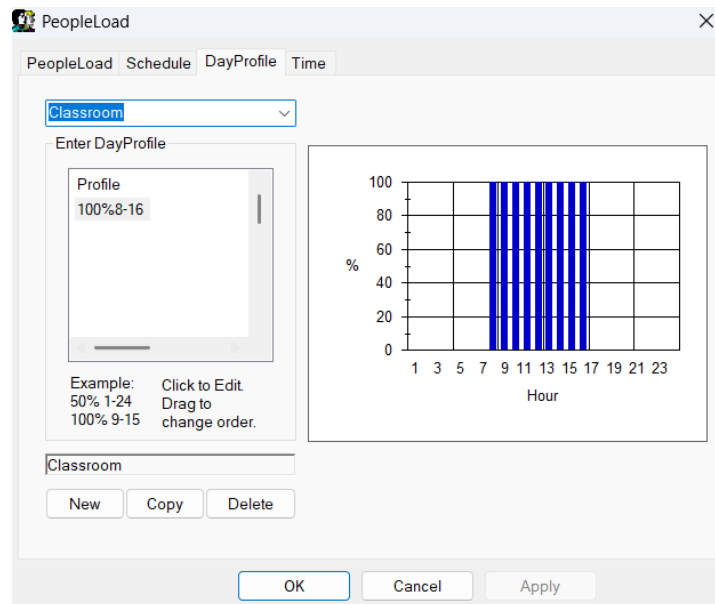 PeopleLoad
PeopleLoad Schedule DayProfile Time
Classroom
Enter DayProfile
Profile
100%8-16
Example:
50% 1-24
100% 9-15
Click to Edit.
Drag to
change order.
Classroom
New Copy Delete
100
80
60
40
20
0
%
1 3 5 7 9 11 13 15 17 19 21 23
Hour
OK Cancel Apply